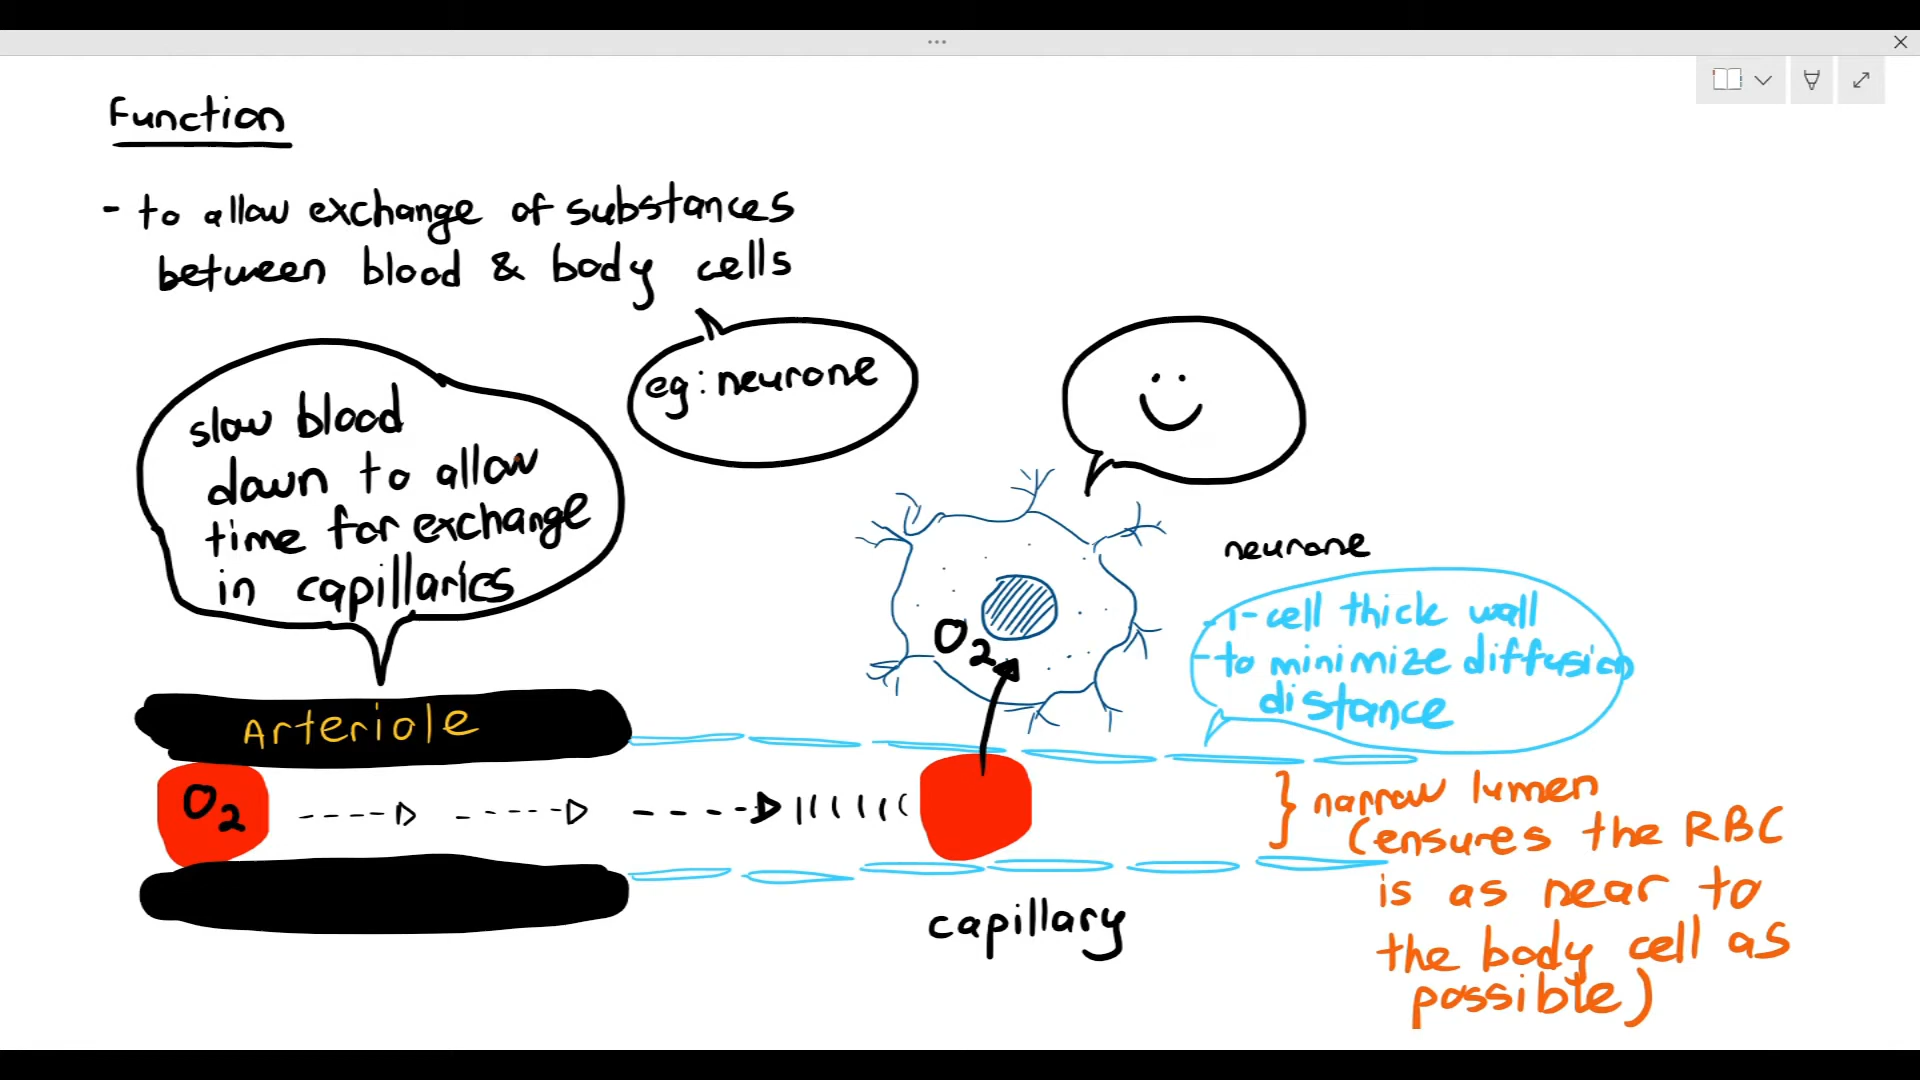 Function
- to allow exchange of substances
between blood & body cells
eg: neurone
slow blood
down to allow
time for exchange
in capillaries
neurone
- 1-cell thick wall
- to minimize diffusion
distance
O2
Arteriole
O2
} narrow lumen
(ensures the RBC
is as near to
the body cell as
possible)
capillary